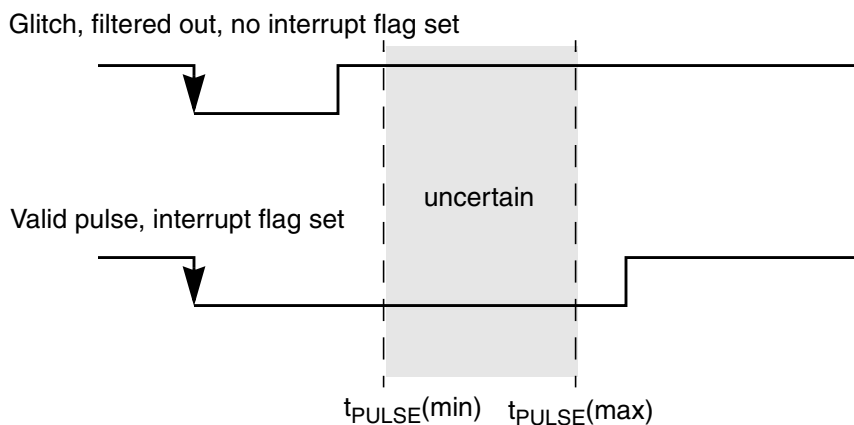 Glitch, filtered out, no interrupt flag set
uncertain
Valid pulse, interrupt flag set
tPULSE(min) tPULSE(max)